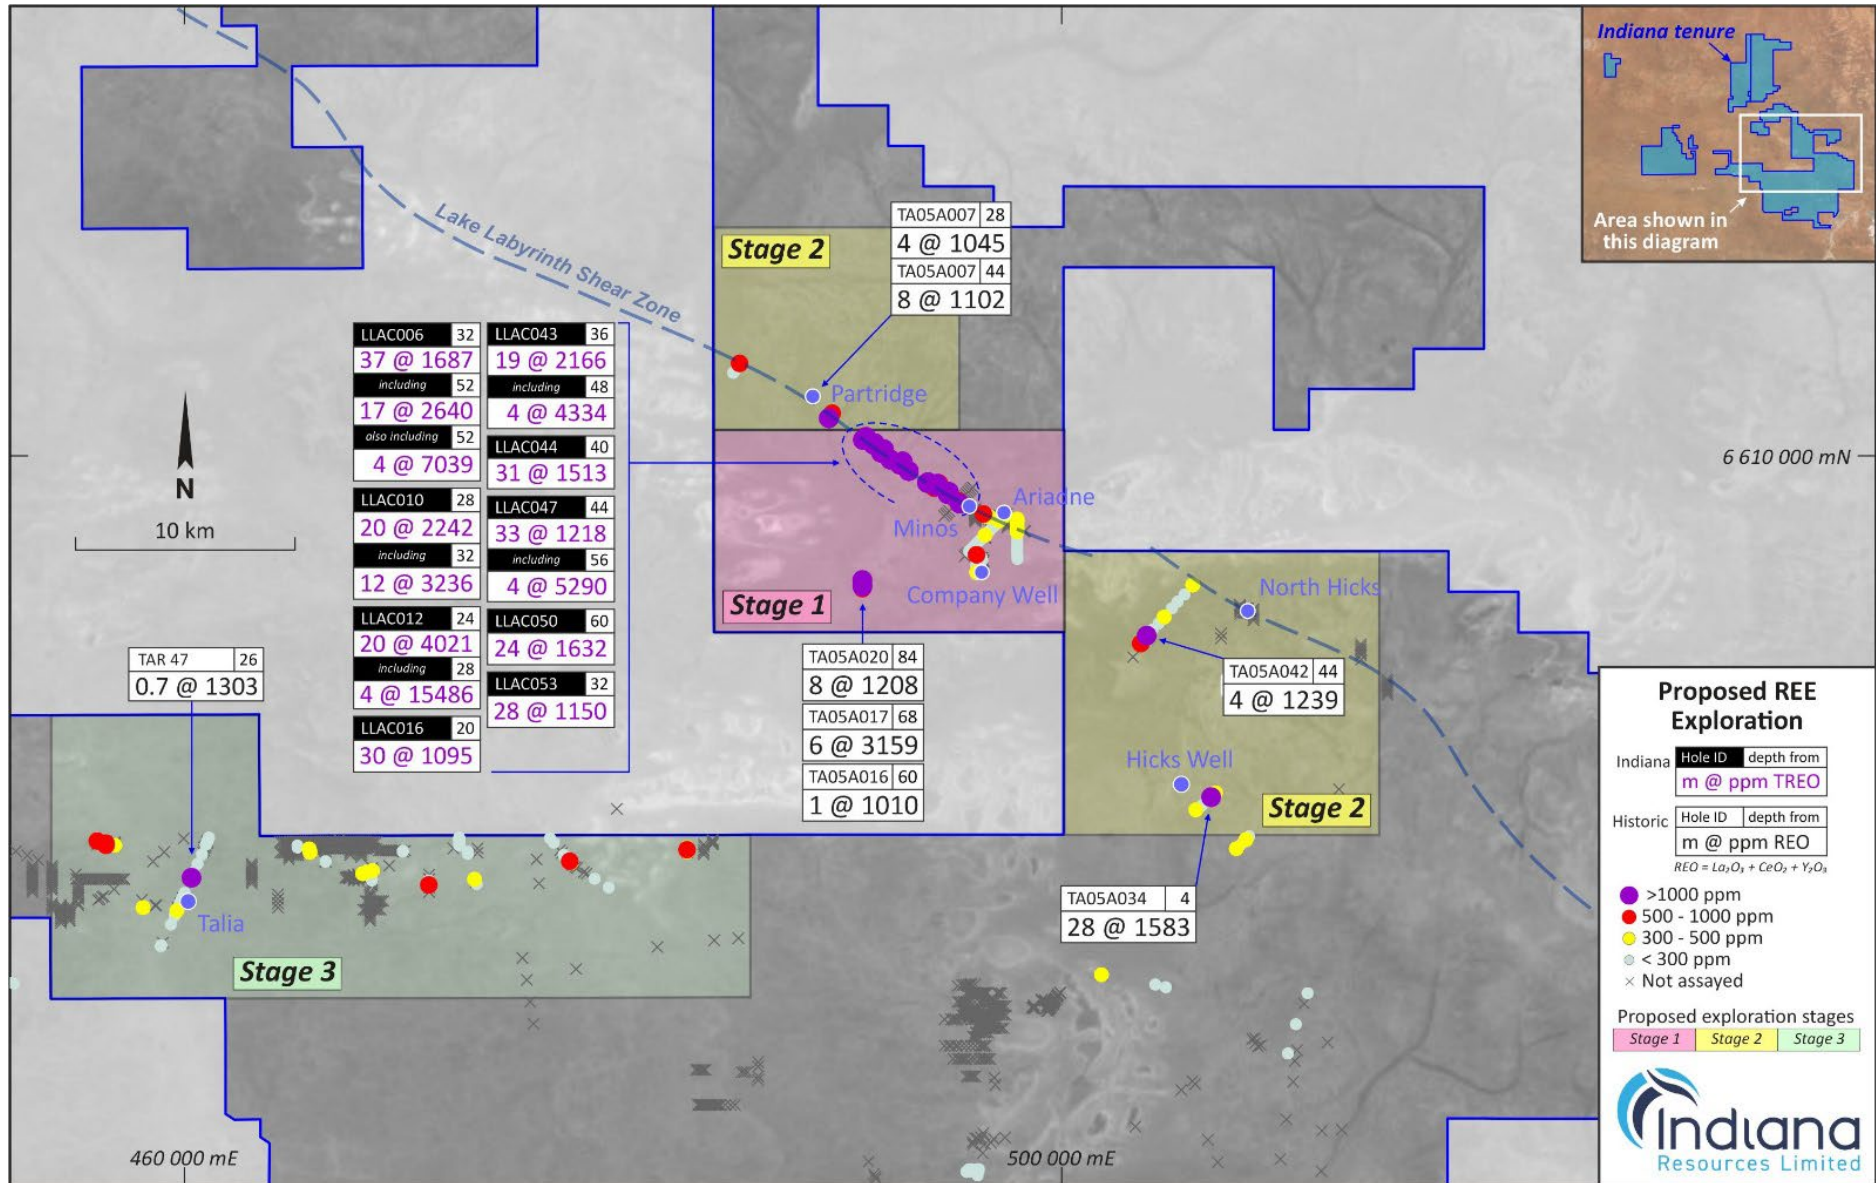 Indiana tenure
Area shown in
this diagram
Lake Labyrinth Shear Zone
Stage 2
TA05A007 28
4 @ 1045
TA05A007 44
8 @ 1102
Partridge
6 610 000 mN
N
10 km
LLAC006 32
37 @ 1687
including 52
17 @ 2640
also including 52
4 @ 7039
LLAC010 28
20 @ 2242
including 32
12 @ 3236
LLAC012 24
20 @ 4021
including 28
4 @ 15486
LLAC016 20
30 @ 1095
LLAC043 36
19 @ 2166
including 48
4 @ 4334
LLAC044 40
31 @ 1513
LLAC047 44
33 @ 1218
including 56
4 @ 5290
LLAC050 60
24 @ 1632
LLAC053 32
28 @ 1150
Ariadne
Minos
Company Well
Stage 1
TA05A020 84
8 @ 1208
TA05A017 68
6 @ 3159
TA05A016 60
1 @ 1010
North Hicks
TA05A042 44
4 @ 1239
Hicks Well
Stage 2
TA05A034 4
28 @ 1583
TAR 47 26
0.7 @ 1303
Talia
Stage 3
460 000 mE
500 000 mE
Proposed REE
Exploration
Indiana
Hole ID depth from
m @ ppm TREO
Historic
Hole ID depth from
m @ ppm REO
REO = La₂O₃ + CeO₂ + Y₂O₃
>1000 ppm
500 - 1000 ppm
300 - 500 ppm
< 300 ppm
× Not assayed
Proposed exploration stages
Stage 1 Stage 2 Stage 3
Indiana
Resources Limited